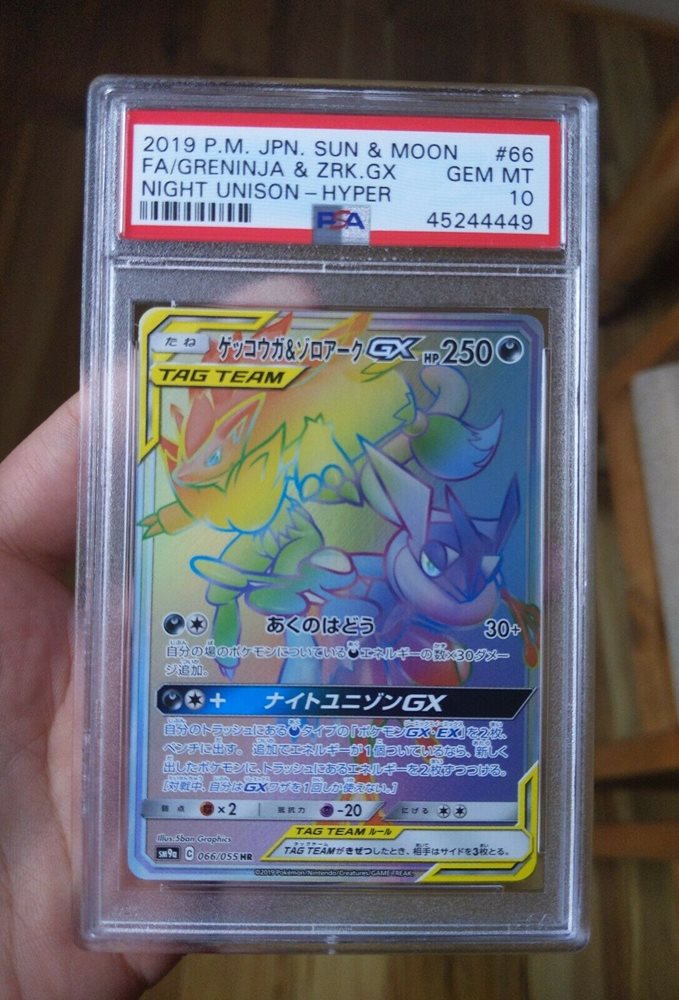 2019 P.M. JPN. SUN & MOON #66
FA/GRENINJA & ZRK.GX GEM MT
NIGHT UNISON-HYPER 10
PSA 45244449
たね ゲッコウガ&ゾロアークGX HP250
TAG TEAM
あくのはどう 30+
自分の場のポケモンについているエネルギーの数×30ダメー
ジ追加。
+ ナイトユニゾンGX
自分のトラッシュにあるタイプの「ポケモンGX・EX」を2枚、
ベンチに出す。追加でエネルギーが1個ついているなら、新しく
出したポケモンに、トラッシュにあるエネルギーを2枚ずつつける。
[対戦中、自分はGXワザを1回しか使えない。]
弱点 ×2 抵抗力 -20 にげる
Illus. 5ban Graphics
TAG TEAM ルール
TAG TEAMがきぜつしたとき、相手はサイドを3枚とる。
SM9a C 066/055 HR
©2019 Pokémon/Nintendo/Creatures/GAME FREAK.